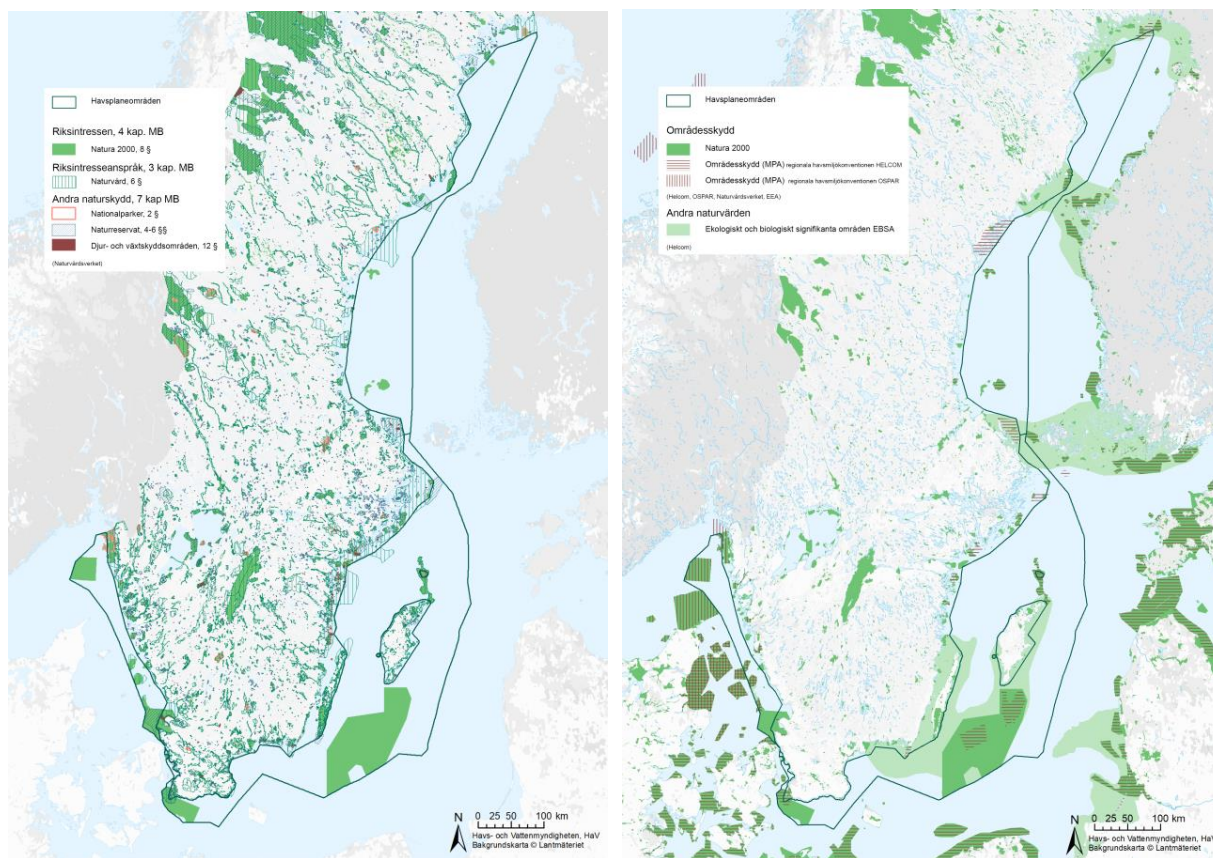 Havsplaneområden
Riksintressen, 4 kap. MB
Natura 2000, 8 §
Riksintresseanspråk, 3 kap. MB
Naturvård, 6 §
Andra naturskydd, 7 kap MB
Nationalparker, 2 §
Naturreservat, 4-6 §§
Djur- och växtskyddsområden, 12 §
(Naturvårdsverket)
N
0 25 50 100 km
Havs- och Vattenmyndigheten, HaV
Bakgrundskarta © Lantmäteriet
Havsplaneområden
Områdesskydd
Natura 2000
Områdesskydd (MPA) regionala havsmiljökonventionen HELCOM
Områdesskydd (MPA) regionala havsmiljökonventionen OSPAR
(Helcom, OSPAR, Naturvårdsverket, EEA)
Andra naturvärden
Ekologiskt och biologiskt signifikanta områden EBSA
(Helcom)
N
0 25 50 100 km
Havs- och Vattenmyndigheten, HaV
Bakgrundskarta © Lantmäteriet